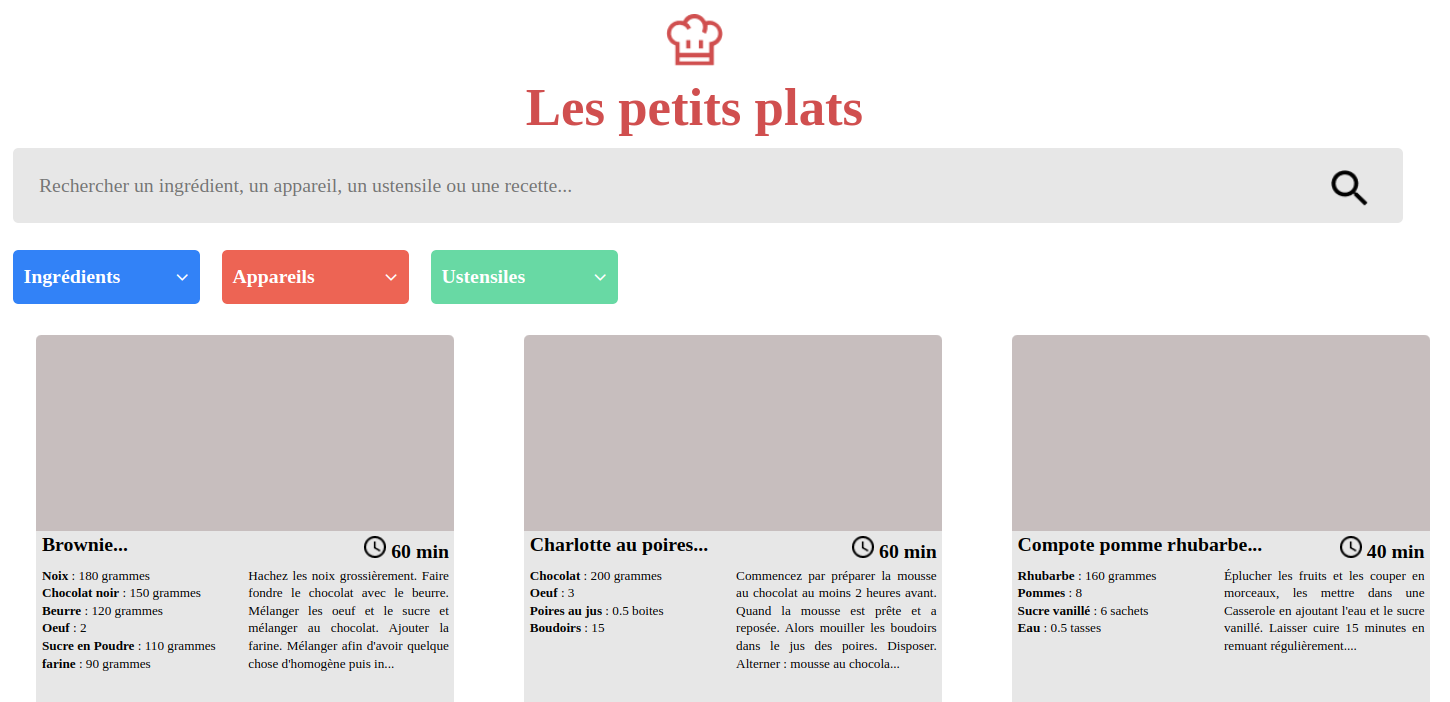 Les petits plats
Rechercher un ingrédient, un appareil, un ustensile ou une recette...
Ingrédients
Appareils
Ustensiles
Brownie...
60 min
Noix : 180 grammes
Chocolat noir : 150 grammes
Beurre : 120 grammes
Oeuf : 2
Sucre en Poudre : 110 grammes
farine : 90 grammes
Hachez les noix grossièrement. Faire
fondre le chocolat avec le beurre.
Mélanger les oeuf et le sucre et
mélanger au chocolat. Ajouter la
farine. Mélanger afin d'avoir quelque
chose d'homogène puis in...
Charlotte au poires...
60 min
Chocolat : 200 grammes
Oeuf : 3
Poires au jus : 0.5 boites
Boudoirs : 15
Commencez par préparer la mousse
au chocolat au moins 2 heures avant.
Quand la mousse est prête et a
reposée. Alors mouiller les boudoirs
dans le jus des poires. Disposer.
Alterner : mousse au chocola...
Compote pomme rhubarbe...
40 min
Rhubarbe : 160 grammes
Pommes : 8
Sucre vanillé : 6 sachets
Eau : 0.5 tasses
Éplucher les fruits et les couper en
morceaux, les mettre dans une
Casserole en ajoutant l'eau et le sucre
vanillé. Laisser cuire 15 minutes en
remuant régulièrement....